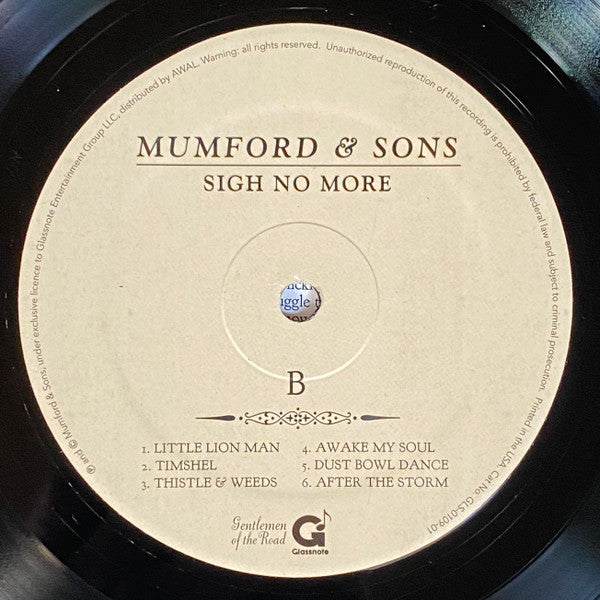 ℗ and © Mumford & Sons, under exclusive licence to Glassnote Entertainment Group LLC, distributed by AWAL. Warning: all rights reserved. Unauthorized reproduction of this recording is prohibited by federal law and subject to criminal prosecution. Printed in the USA. Cat No: GLS-0109-01
MUMFORD & SONS
SIGH NO MORE
B
1. LITTLE LION MAN
2. TIMSHEL
3. THISTLE & WEEDS
4. AWAKE MY SOUL
5. DUST BOWL DANCE
6. AFTER THE STORM
Gentlemen
of the Road
G
Glassnote